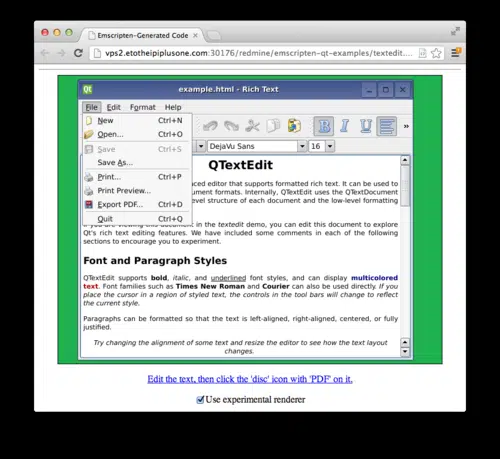 Emscripten-Generated Code
vps2.etotheipiplusone.com:30176/redmine/emscripten-qt-examples/textedit.
Qt example.html - Rich Text
File Edit Format Help
New Ctrl+N
Open... Ctrl+O
Save Ctrl+S
Save As...
Print... Ctrl+P
Print Preview...
Export PDF... Ctrl+D
Quit Ctrl+Q
B I U »
DejaVu Sans 16
QTextEdit
nced editor that supports formatted rich text. It can be used to
ument formats. Internally, QTextEdit uses the QTextDocument
level structure of each document and the low-level formatting
If you are viewing this document in the textedit demo, you can edit this document to explore
Qt's rich text editing features. We have included some comments in each of the following
sections to encourage you to experiment.
Font and Paragraph Styles
QTextEdit supports bold, italic, and underlined font styles, and can display multicolored
text. Font families such as Times New Roman and Courier can also be used directly. If you
place the cursor in a region of styled text, the controls in the tool bars will change to reflect
the current style.
Paragraphs can be formatted so that the text is left-aligned, right-aligned, centered, or fully
justified.
Try changing the alignment of some text and resize the editor to see how the text layout
changes.
Edit the text, then click the 'disc' icon with 'PDF' on it.
Use experimental renderer